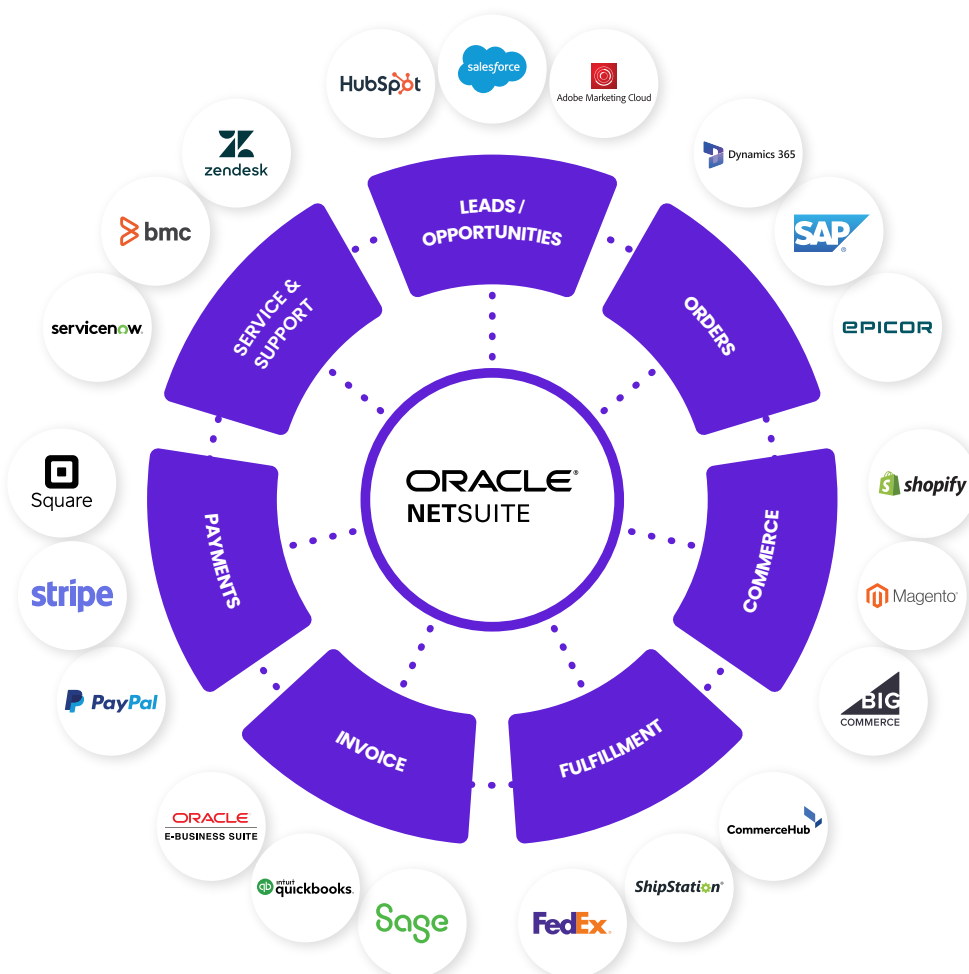 HubSpot
salesforce
Adobe Marketing Cloud
LEADS /
OPPORTUNITIES
Dynamics 365
SAP
®
EPICOR
ORDERS
shopify
Magento®
BIG
COMMERCE
COMMERCE
CommerceHub
ShipStation®
FedEx®
FULFILLMENT
Sage
intuit
qb quickbooks.
ORACLE
E-BUSINESS SUITE
INVOICE
PayPal
stripe
Square
PAYMENTS
servicenow.
bmc
zendesk
SERVICE &
SUPPORT
ORACLE®
NETSUITE